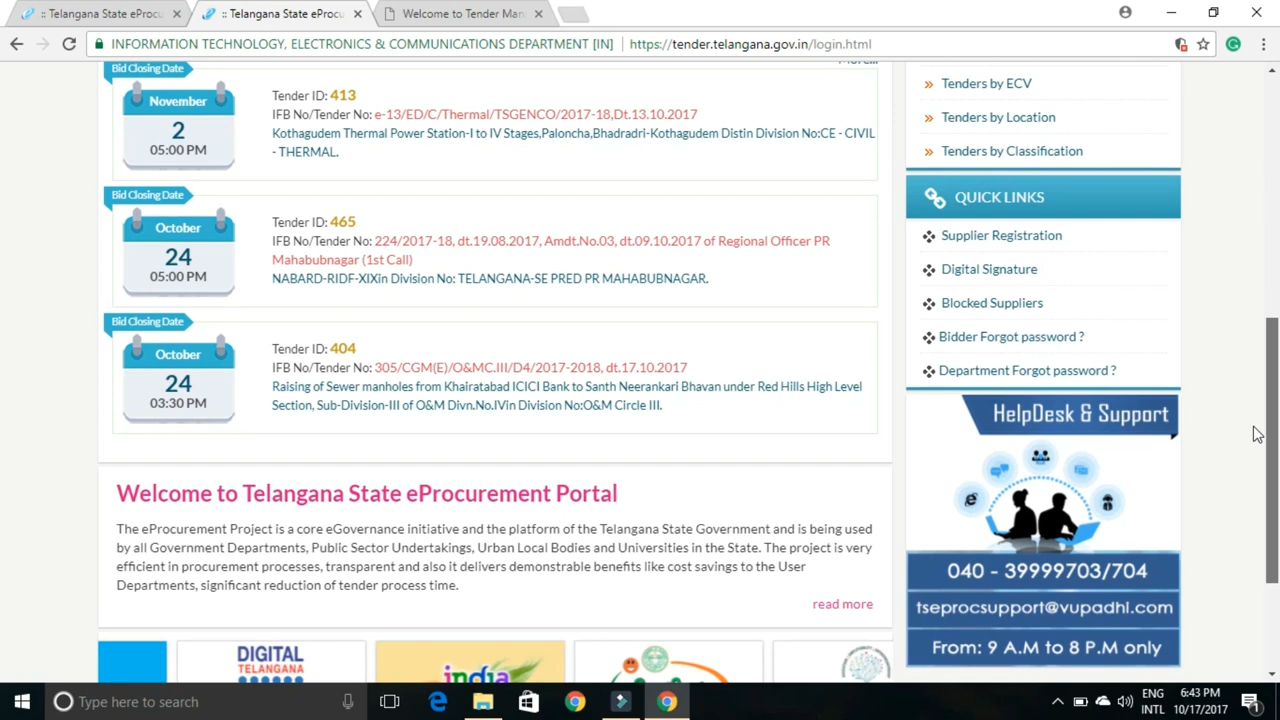 :: Telangana State eProcu
:: Telangana State eProcu
Welcome to Tender Man
INFORMATION TECHNOLOGY, ELECTRONICS & COMMUNICATIONS DEPARTMENT [IN]
https://tender.telangana.gov.in/login.html
More...
Bid Closing Date
November
2
05:00 PM
Tender ID: 413
IFB No/Tender No: e-13/ED/C/Thermal/TSGENCO/2017-18,Dt.13.10.2017
Kothagudem Thermal Power Station-I to IV Stages,Paloncha,Bhadradri-Kothagudem Distin Division No:CE - CIVIL
- THERMAL.
Bid Closing Date
October
24
05:00 PM
Tender ID: 465
IFB No/Tender No: 224/2017-18, dt.19.08.2017, Amdt.No.03, dt.09.10.2017 of Regional Officer PR
Mahabubnagar (1st Call)
NABARD-RIDF-XIXin Division No: TELANGANA-SE PRED PR MAHABUBNAGAR.
Bid Closing Date
October
24
03:30 PM
Tender ID: 404
IFB No/Tender No: 305/CGM(E)/O&MC.III/D4/2017-2018, dt.17.10.2017
Raising of Sewer manholes from Khairatabad ICICI Bank to Santh Neerankari Bhavan under Red Hills High Level
Section, Sub-Division-III of O&M Divn.No.IVin Division No:O&M Circle III.
Welcome to Telangana State eProcurement Portal
The eProcurement Project is a core eGovernance initiative and the platform of the Telangana State Government and is being used
by all Government Departments, Public Sector Undertakings, Urban Local Bodies and Universities in the State. The project is very
efficient in procurement processes, transparent and also it delivers demonstrable benefits like cost savings to the User
Departments, significant reduction of tender process time.
read more
DIGITAL
TELANGANA
india
Tenders by ECV
Tenders by Location
Tenders by Classification
QUICK LINKS
Supplier Registration
Digital Signature
Blocked Suppliers
Bidder Forgot password ?
Department Forgot password ?
HelpDesk & Support
040 - 39999703/704
tseprocsupport@vupadhl.com
From: 9 A.M to 8 P.M only
Type here to search
ENG
INTL
6:43 PM
10/17/2017
1